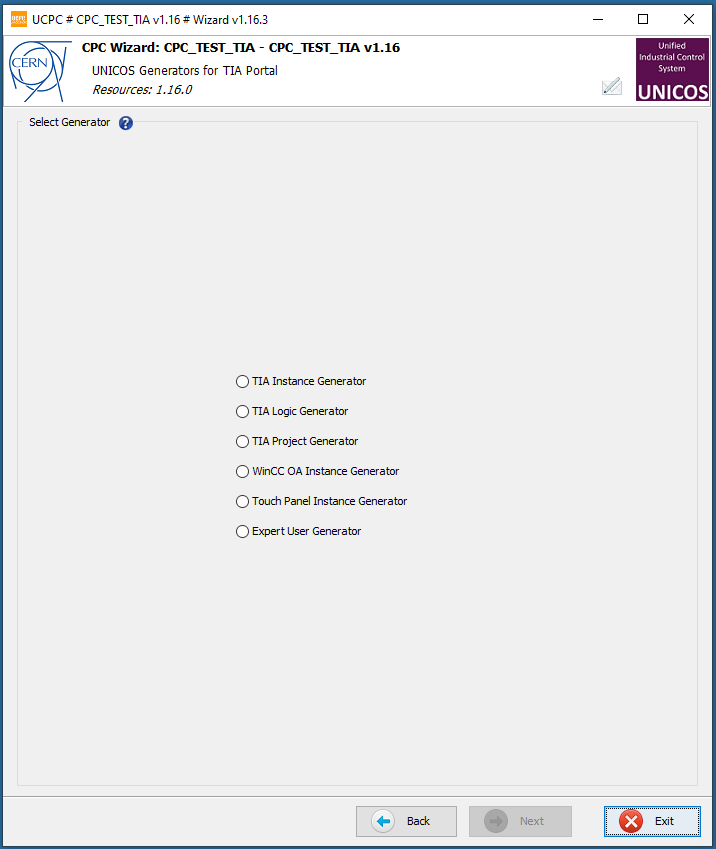 UCPC
UNICOS
UCPC # CPC_TEST_TIA v1.16 # Wizard v1.16.3
CERN
CPC Wizard: CPC_TEST_TIA - CPC_TEST_TIA v1.16
UNICOS Generators for TIA Portal
Resources: 1.16.0
Unified
Industrial Control
System
UNICOS
Select Generator
?
TIA Instance Generator
TIA Logic Generator
TIA Project Generator
WinCC OA Instance Generator
Touch Panel Instance Generator
Expert User Generator
Back
Next
Exit